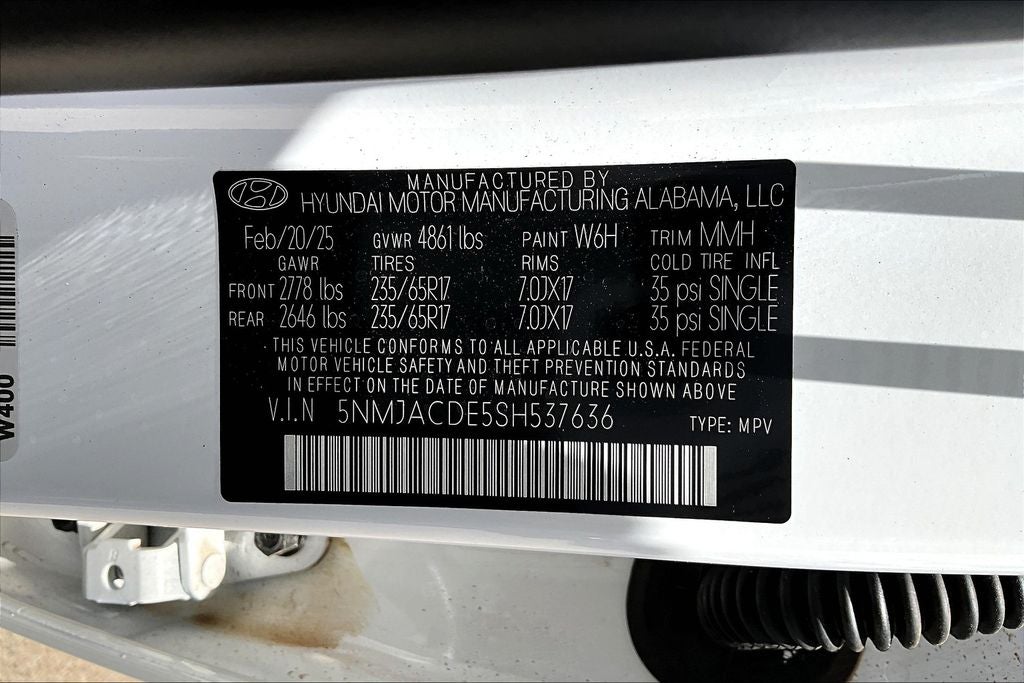 MANUFACTURED BY
HYUNDAI MOTOR MANUFACTURING ALABAMA, LLC
Feb/20/25 GVWR 4861 lbs PAINT W6H TRIM MMH
GAWR TIRES RIMS COLD TIRE INFL
FRONT 2778 lbs 235/65R17 7.0JX17 35 psi SINGLE
REAR 2646 lbs 235/65R17 7.0JX17 35 psi SINGLE
THIS VEHICLE CONFORMS TO ALL APPLICABLE U.S.A. FEDERAL
MOTOR VEHICLE SAFETY AND THEFT PREVENTION STANDARDS
IN EFFECT ON THE DATE OF MANUFACTURE SHOWN ABOVE
V.I.N 5NMJACDE5SH537636 TYPE: MPV
W400